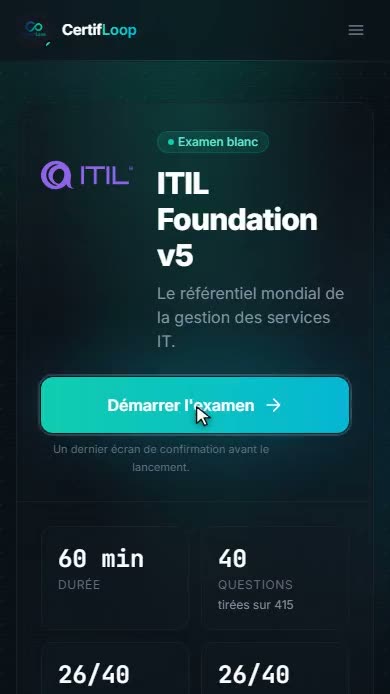 CertifLoop
Examen blanc
ITIL
ITIL
Foundation
v5
Le référentiel mondial de
la gestion des services
IT.
Démarrer l'examen →
Un dernier écran de confirmation avant le
lancement.
60 min
DURÉE
40
QUESTIONS
tirées sur 415
26/40
26/40